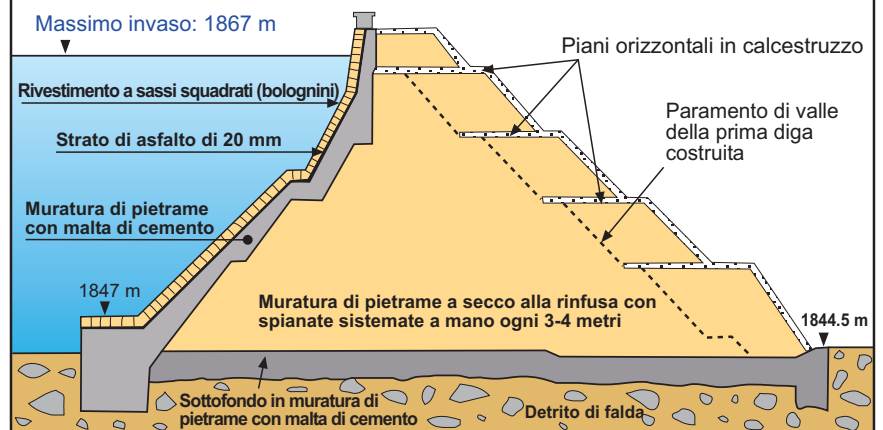 Massimo invaso: 1867 m
Piani orizzontali in calcestruzzo
Rivestimento a sassi squadrati (bolognini)
Paramento di valle
della prima diga
costruita
Strato di asfalto di 20 mm
Muratura di pietrame
con malta di cemento
1847 m
Muratura di pietrame a secco alla rinfusa con
spianate sistemate a mano ogni 3-4 metri
1844.5 m
Sottofondo in muratura di
pietrame con malta di cemento
Detrito di falda